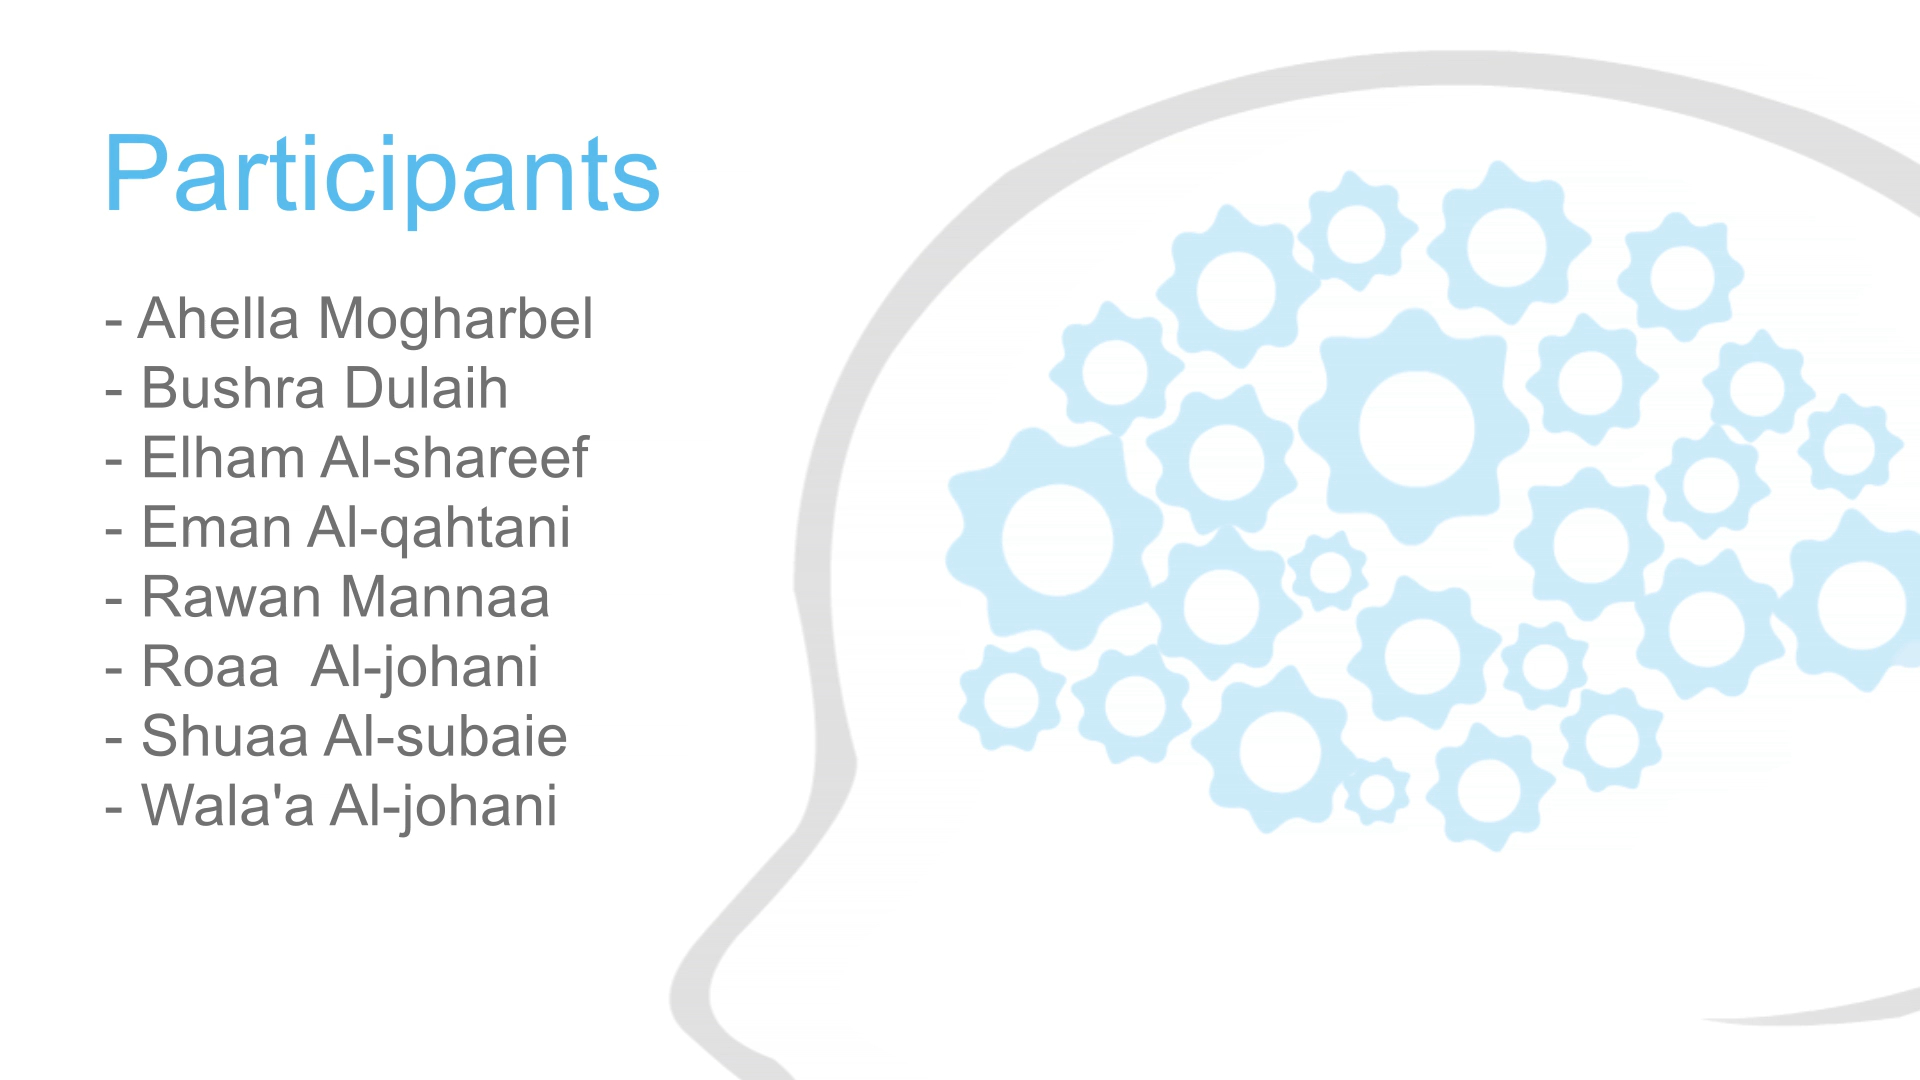 Participants
- Ahella Mogharbel
- Bushra Dulaih
- Elham Al-shareef
- Eman Al-qahtani
- Rawan Mannaa
- Roaa  Al-johani
- Shuaa Al-subaie
- Wala'a Al-johani